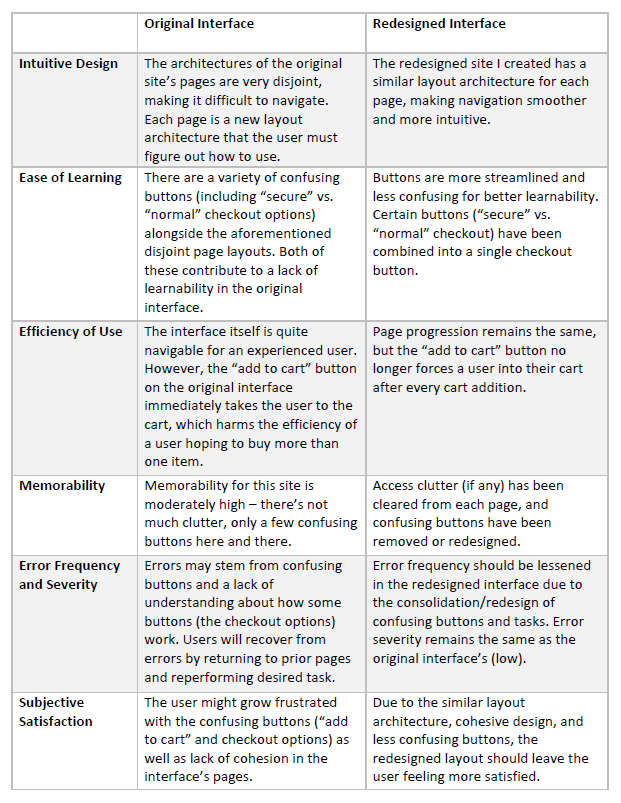 Original Interface
Redesigned Interface
Intuitive Design
The architectures of the original
site's pages are very disjoint,
making it difficult to navigate.
Each page is a new layout
architecture that the user must
figure out how to use.
The redesigned site I created has a
similar layout architecture for each
page, making navigation smoother
and more intuitive.
Ease of Learning
There are a variety of confusing
buttons (including “secure” vs.
“normal” checkout options)
alongside the aforementioned
disjoint page layouts. Both of
these contribute to a lack of
learnability in the original
interface.
Buttons are more streamlined and
less confusing for better learnability.
Certain buttons (“secure” vs.
“normal” checkout) have been
combined into a single checkout
button.
Efficiency of Use
The interface itself is quite
navigable for an experienced user.
However, the “add to cart” button
on the original interface
immediately takes the user to the
cart, which harms the efficiency of
a user hoping to buy more than
one item.
Page progression remains the same,
but the “add to cart” button no
longer forces a user into their cart
after every cart addition.
Memorability
Memorability for this site is
moderately high – there's not
much clutter, only a few confusing
buttons here and there.
Access clutter (if any) has been
cleared from each page, and
confusing buttons have been
removed or redesigned.
Error Frequency
and Severity
Errors may stem from confusing
buttons and a lack of
understanding about how some
buttons (the checkout options)
work. Users will recover from
errors by returning to prior pages
and reperforming desired task.
Error frequency should be lessened
in the redesigned interface due to
the consolidation/redesign of
confusing buttons and tasks. Error
severity remains the same as the
original interface's (low).
Subjective
Satisfaction
The user might grow frustrated
with the confusing buttons (“add
to cart” and checkout options) as
well as lack of cohesion in the
interface's pages.
Due to the similar layout
architecture, cohesive design, and
less confusing buttons, the
redesigned layout should leave the
user feeling more satisfied.